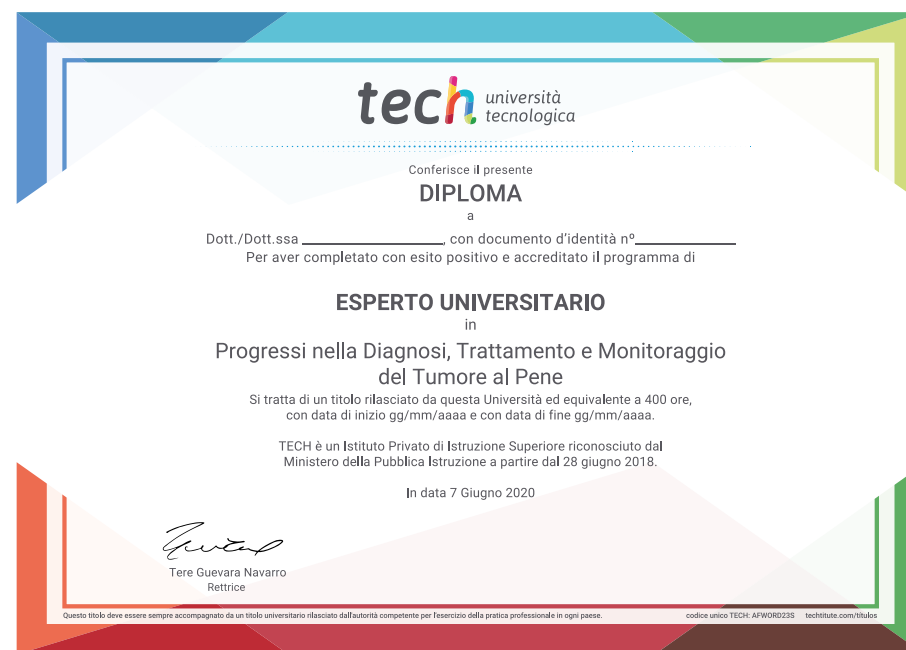 tech università
tecnologica
Conferisce il presente
DIPLOMA
a
Dott./Dott.ssa ____________________, con documento d'identità nº______________
Per aver completato con esito positivo e accreditato il programma di
ESPERTO UNIVERSITARIO
in
Progressi nella Diagnosi, Trattamento e Monitoraggio
del Tumore al Pene
Si tratta di un titolo rilasciato da questa Università ed equivalente a 400 ore,
con data di inizio gg/mm/aaaa e con data di fine gg/mm/aaaa.
TECH è un Istituto Privato di Istruzione Superiore riconosciuto dal
Ministero della Pubblica Istruzione a partire dal 28 giugno 2018.
In data 7 Giugno 2020
Tere Guevara Navarro
Rettrice
Questo titolo deve essere sempre accompagnato da un titolo universitario rilasciato dall'autorità competente per l'esercizio della pratica professionale in ogni paese. codice unico TECH: AFWORD23S techtitute.com/titulos